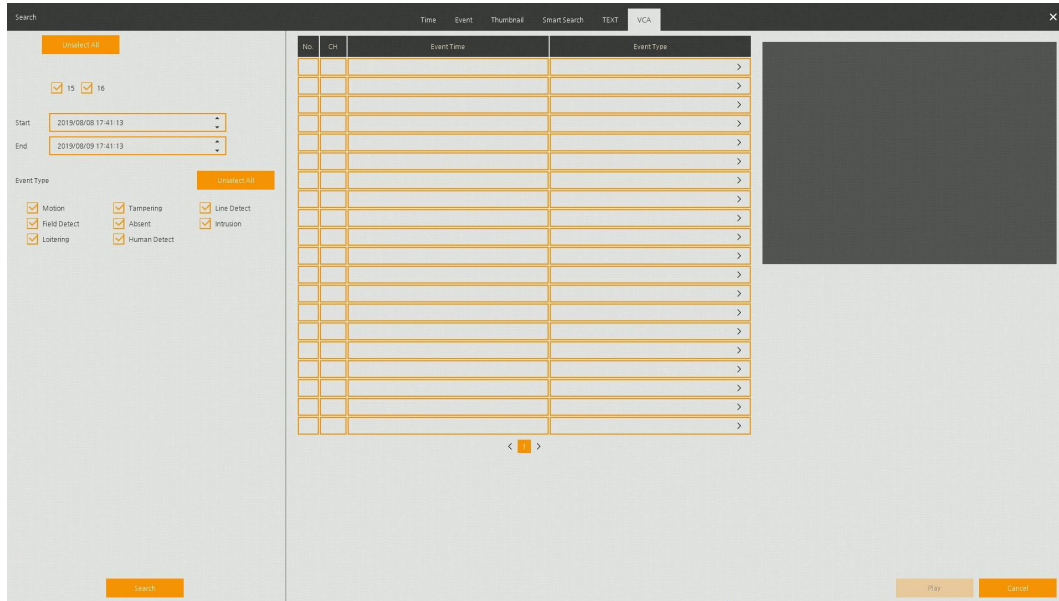 Search
Time Event Thumbnail Smart Search TEXT VCA
Unselect All
15 16
Start 2019/08/08 17:41:13
End 2019/08/09 17:41:13
Event Type Unselect All
Motion Tampering Line Detect
Field Detect Absent Intrusion
Loitering Human Detect
Search
No. CH Event Time Event Type
1
Play Cancel